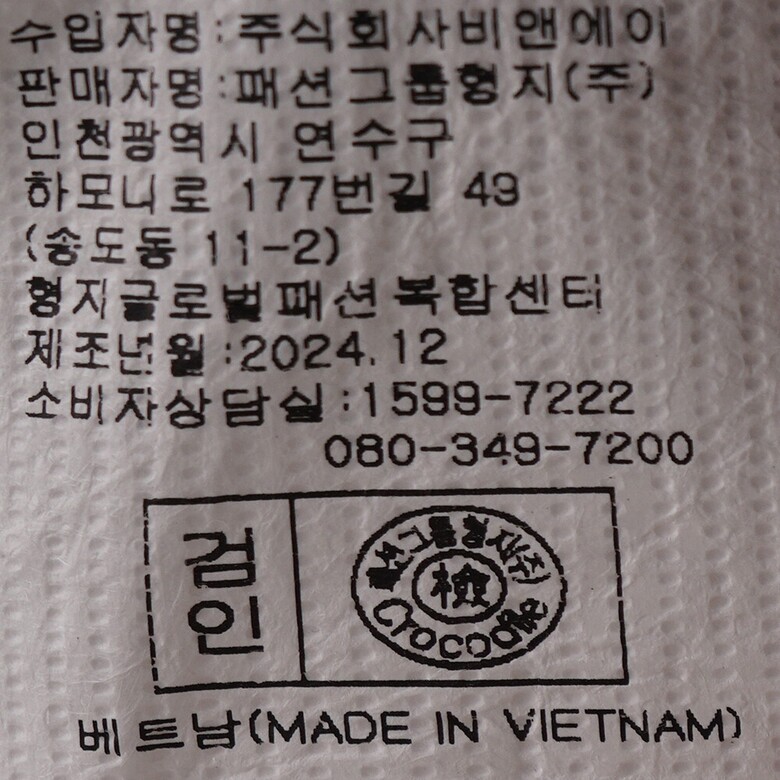 수입자명:주식회사비앤에이
판매자명:패션그룹형지(주)
인천광역시 연수구
하모니로 177번길 49
(송도동 11-2)
형지글로벌패션복합센터
제조년월:2024.12
소비자상담실:1599-7222
080-349-7200
검인
패션그룹형지(주)
檢
Crocodile
베트남(MADE IN VIETNAM)